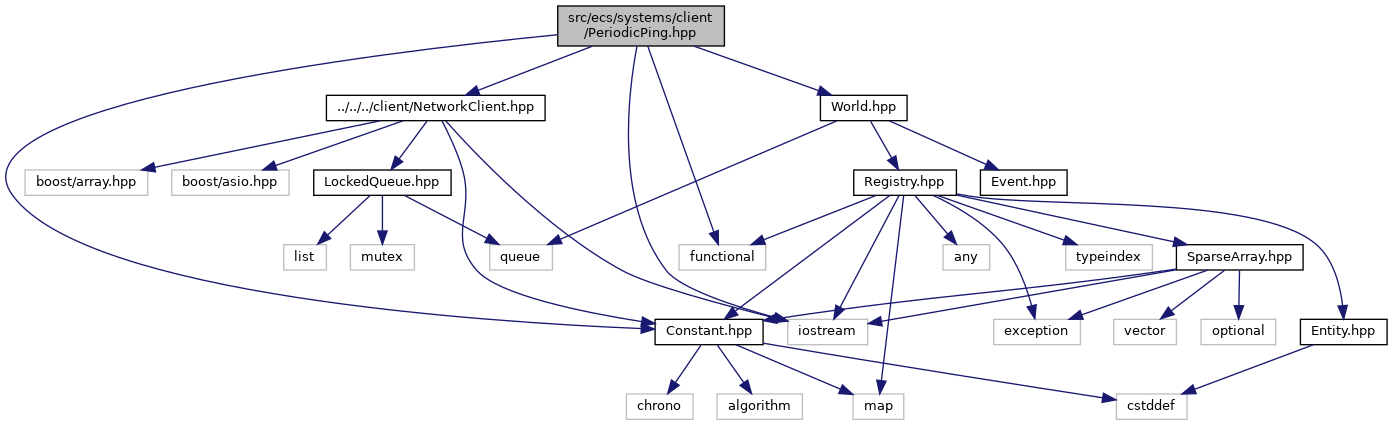 src/ecs/systems/client
/PeriodicPing.hpp
../../../client/NetworkClient.hpp
World.hpp
boost/array.hpp
boost/asio.hpp
LockedQueue.hpp
Registry.hpp
Event.hpp
list
mutex
queue
functional
any
typeindex
SparseArray.hpp
Constant.hpp
iostream
exception
vector
optional
Entity.hpp
chrono
algorithm
map
cstddef